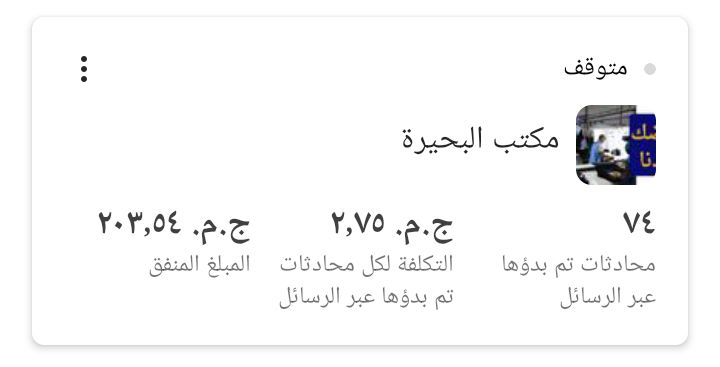 متوقف
مكتب البحيرة
٧٤
محادثات تم بدؤها
عبر الرسائل
ج.م. ٢,٧٥
التكلفة لكل محادثات
تم بدؤها عبر الرسائل
ج.م. ٢٠٣,٥٤
المبلغ المنفق